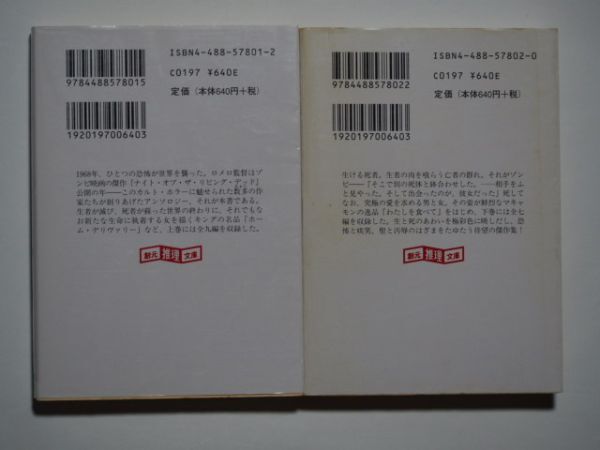 ISBN4-488-57801-2
9784488578015
C0197 ¥640E
定価(本体640円+税)
1920197006403
1968年、ひとつの恐怖が世界を襲った。ロメロ監督はゾ
ンビ映画の傑作『ナイト・オブ・ザ・リビング・デッド』
公開の年——このカルト・ホラーに魅せられた数多の作
家たちが創りあげたアンソロジー、それが本書である。
生者が滅び、死者が蘇った世界の終わりに、それでもな
お新たな生命に執着する女を描くキングの名品「ホー
ム・デリヴァリー」など、上巻には全九編を収録した。
創元推理文庫
ISBN4-488-57802-0
9784488578022
C0197 ¥640E
定価(本体640円+税)
1920197006403
生ける死者。生者の肉を喰らう亡者の群れ。それがゾン
ビ——「そこで別の死体と鉢合わせした。——相手をふ
と見やった。そして出会ったのが、彼女だった」死して
なお、究極の愛を求める男と女。その姿が鮮烈なマキャ
モンの逸品「わたしを食べて」をはじめ、下巻には全七
編を収録した。生と死のあわいを極彩色に映しだし、恐
怖と哄笑、聖と汚辱のはざまをたゆたう待望の傑作集!
創元推理文庫